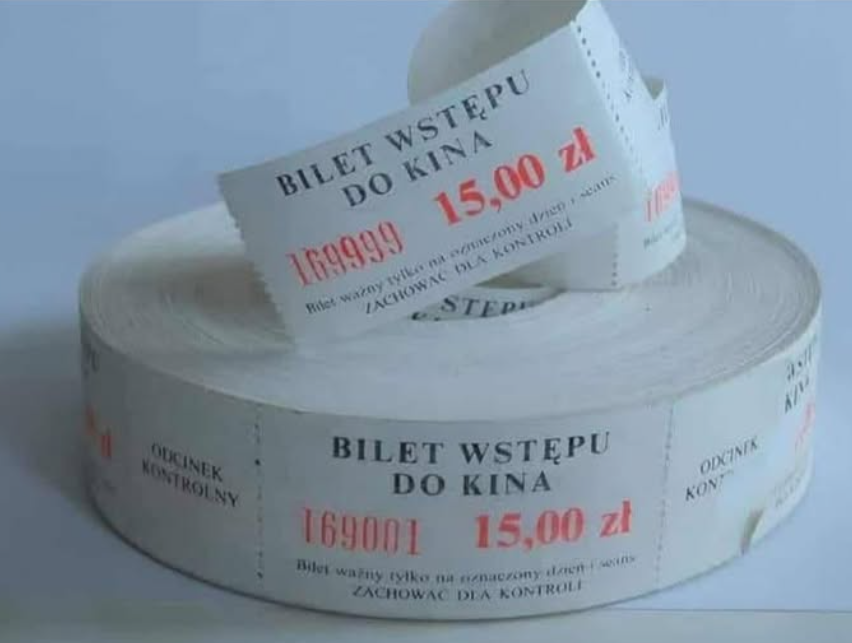 BILET WSTĘPU
DO KINA
169999 15,00 zł
Bilet ważny tylko na oznaczony dzień i seans
ZACHOWAĆ DLA KONTROLI
STĘPU
ODCINEK
KONTROLNY
BILET WSTĘPU
DO KINA
169001 15,00 zł
Bilet ważny tylko na oznaczony dzień i seans
ZACHOWAĆ DLA KONTROLI
ODCINEK
KONT